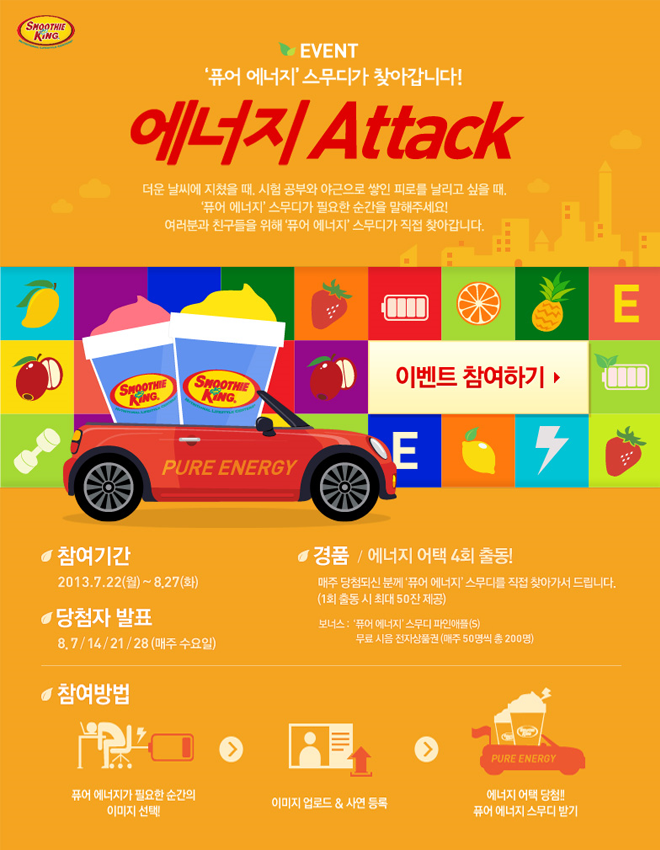 SMOOTHIE
KING
EVENT
'퓨어 에너지' 스무디가 찾아갑니다!
에너지 Attack
더운 날씨에 지쳤을 때, 시험 공부와 야근으로 쌓인 피로를 날리고 싶을 때,
'퓨어 에너지' 스무디가 필요한 순간을 말해주세요!
여러분과 친구들을 위해 '퓨어 에너지' 스무디가 직접 찾아갑니다.
E
SMOOTHIE
KING
SMOOTHIE
KING
이벤트 참여하기
E
PURE ENERGY
참여기간
2013.7.22(월) ~ 8.27(화)
당첨자 발표
8. 7 / 14 / 21 / 28 (매주 수요일)
경품 / 에너지 어택 4회 출동!
매주 당첨되신 분께 '퓨어 에너지' 스무디를 직접 찾아가서 드립니다.
(1회 출동 시 최대 50잔 제공)
보너스 : '퓨어 에너지' 스무디 파인애플(S)
무료 시음 전자상품권 (매주 50명씩 총 200명)
참여방법
퓨어 에너지가 필요한 순간의
이미지 선택!
이미지 업로드 & 사연 등록
PURE ENERGY
에너지 어택 당첨!!
퓨어 에너지 스무디 받기